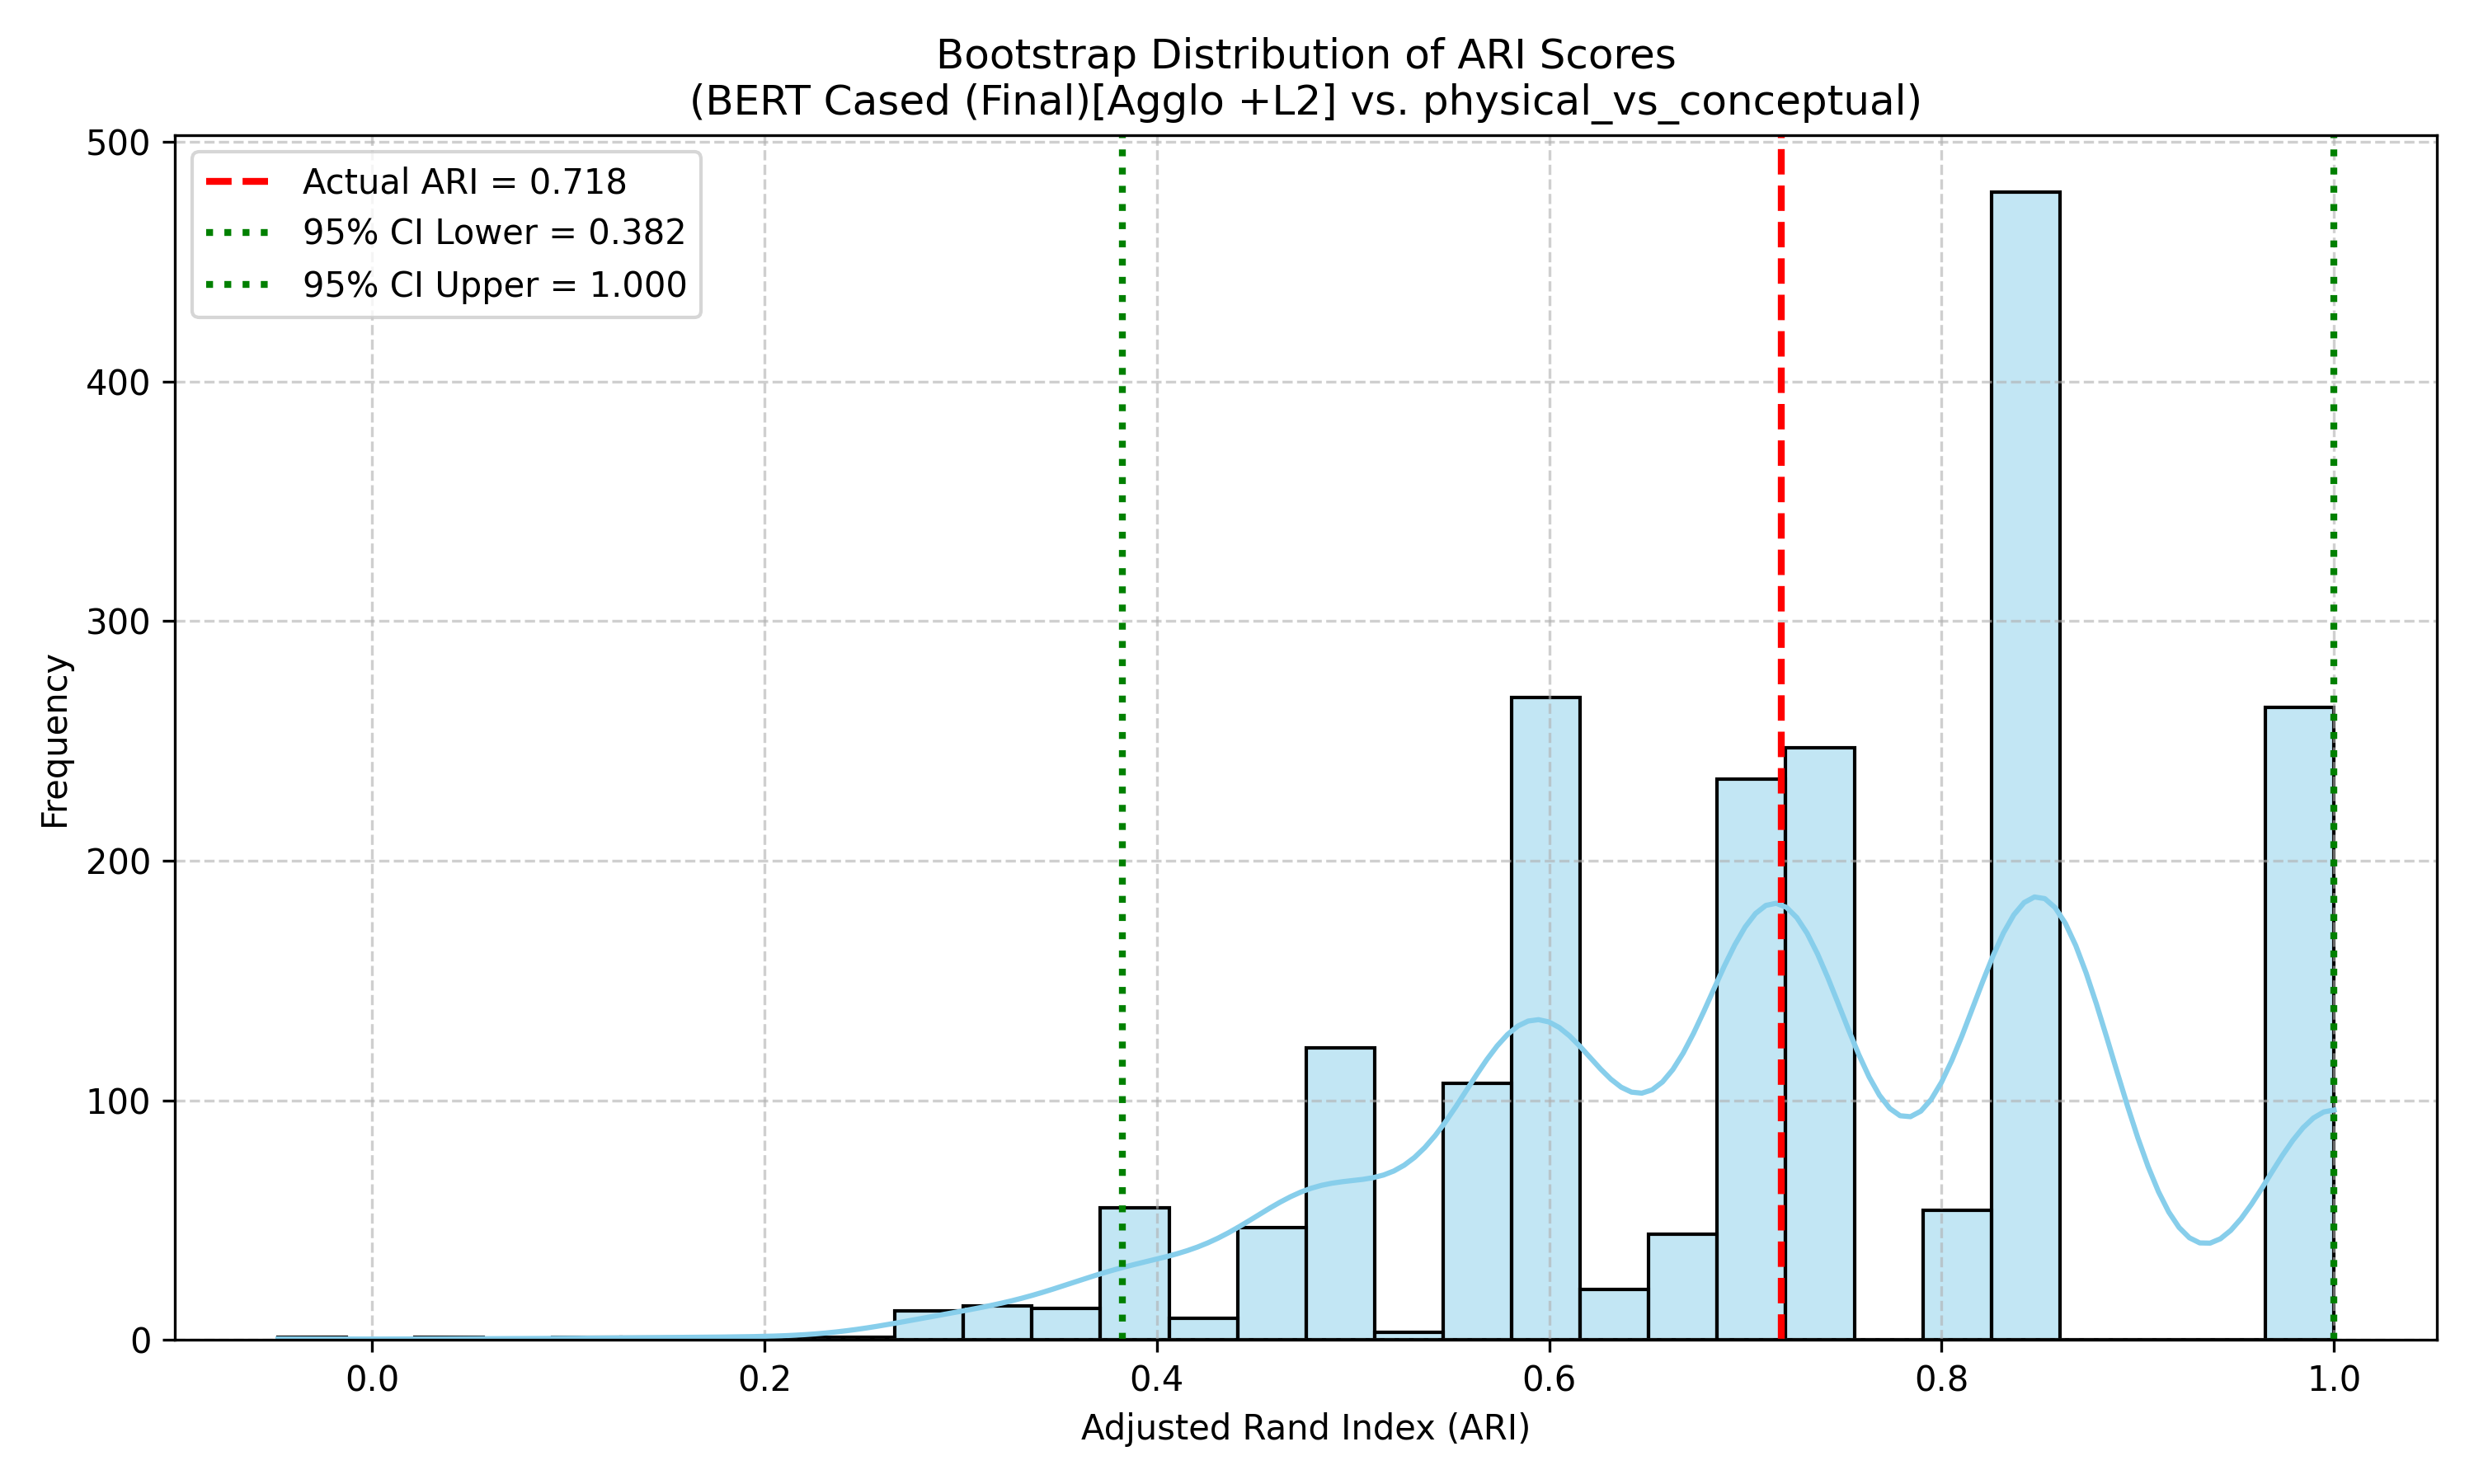 Bootstrap Distribution of ARI Scores
(BERT Cased (Final)[Agglo +L2] vs. physical_vs_conceptual)
Actual ARI = 0.718
95% CI Lower = 0.382
95% CI Upper = 1.000
Frequency
500
400
300
200
100
0
0.0 0.2 0.4 0.6 0.8 1.0
Adjusted Rand Index (ARI)